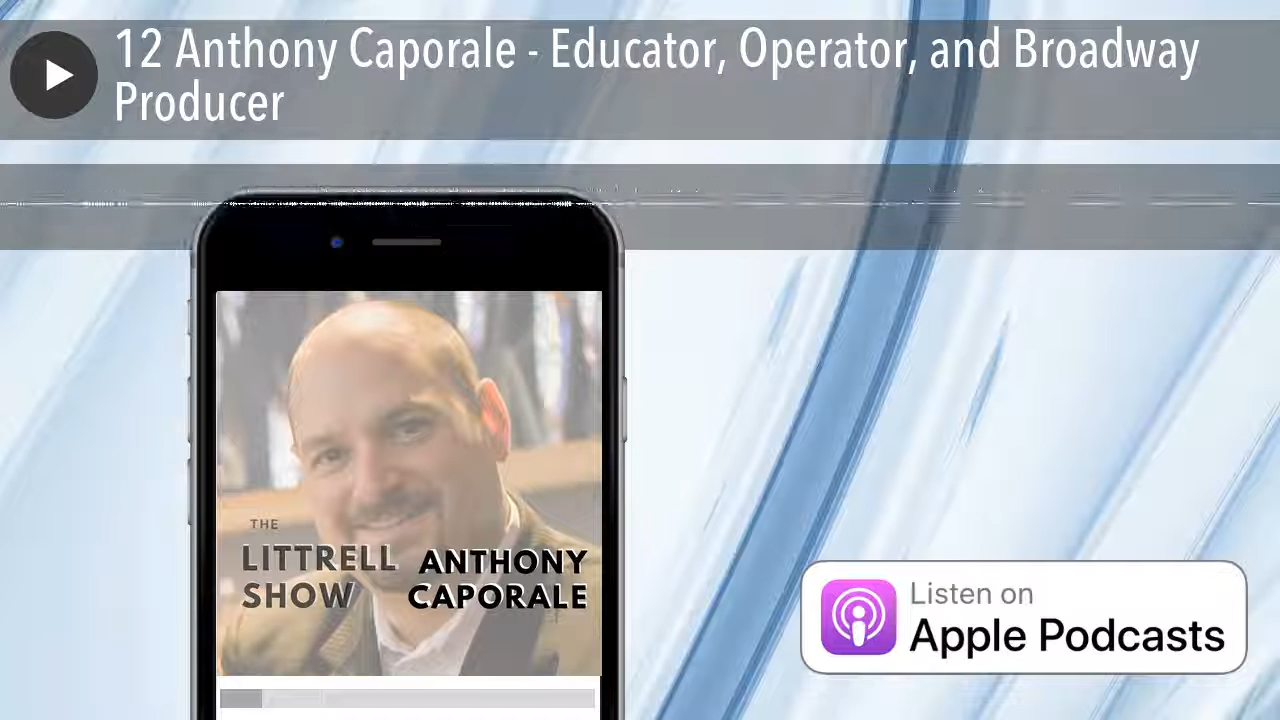 12 Anthony Caporale - Educator, Operator, and Broadway
Producer
THE
LITTRELL
SHOW
ANTHONY
CAPORALE
Listen on
Apple Podcasts